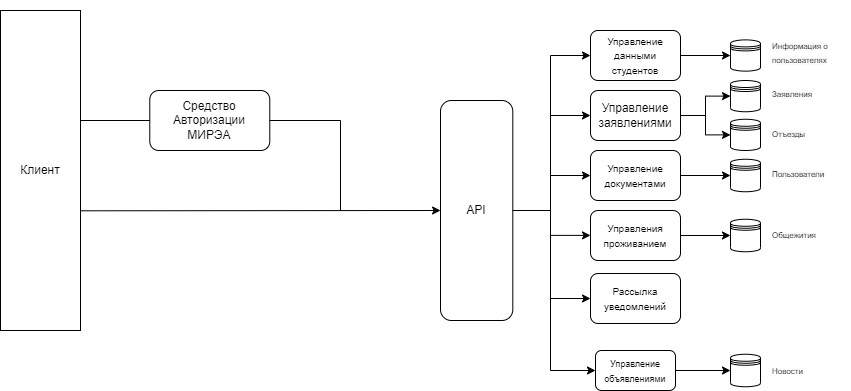 Клиент
Средство
Авторизации
МИРЭА
API
Управление
данными
студентов
Информация о
пользователях
Управление
заявлениями
Заявления
Отъезды
Управление
документами
Пользователи
Управления
проживанием
Общежития
Рассылка
уведомлений
Управление
объявлениями
Новости